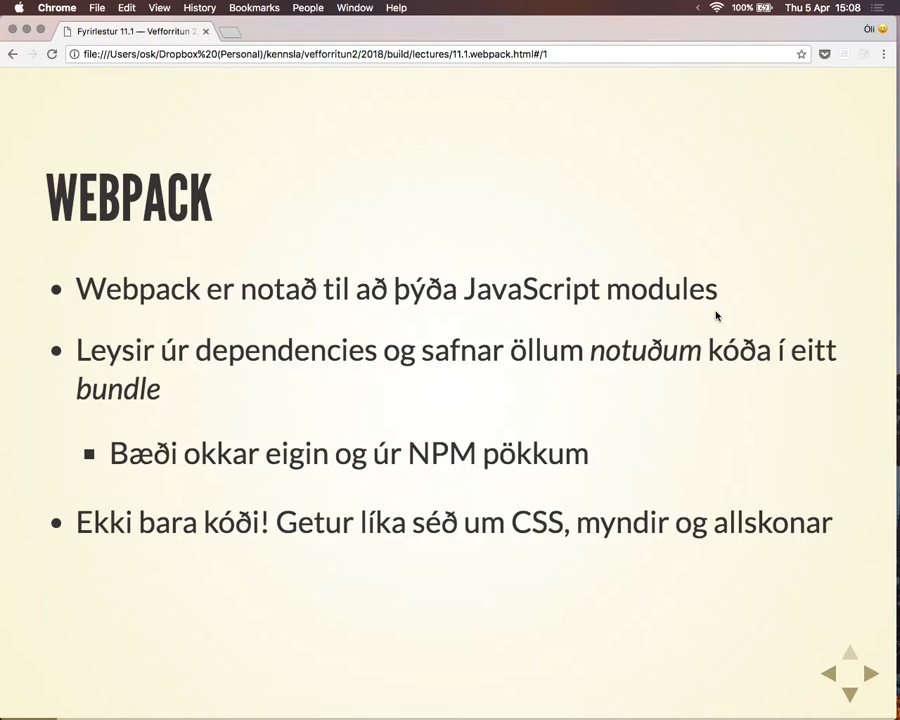 Chrome File Edit View History Bookmarks People Window Help 100% Thu 5 Apr 15:08
Fyrirlestur 11.1 — Vefforritun 2, Óli
file:///Users/osk/Dropbox%20(Personal)/kennsla/vefforritun2/2018/build/lectures/11.1.webpack.html#/1
WEBPACK
Webpack er notað til að þýða JavaScript modules
Leysir úr dependencies og safnar öllum notuðum kóða í eitt
bundle
Bæði okkar eigin og úr NPM pökkum
Ekki bara kóði! Getur líka séð um CSS, myndir og allskonar